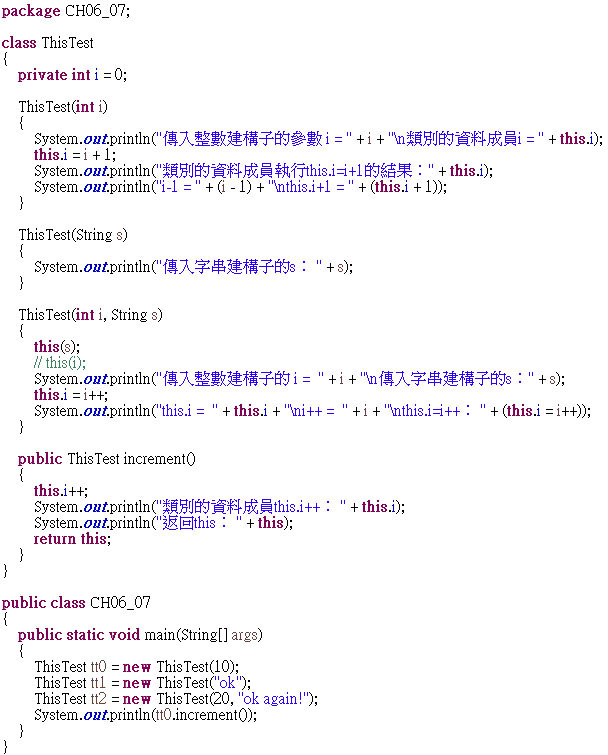 package CH06_07;
class ThisTest
{
private int i = 0;
ThisTest(int i)
{
System.out.println("傳入整數建構子的參數 i = " + i + "\n類別的資料成員i = " + this.i);
this.i = i + 1;
System.out.println("類別的資料成員執行this.i=i+1的結果：" + this.i);
System.out.println("i-1 = " + (i - 1) + "\nthis.i+1 = " + (this.i + 1));
}
ThisTest(String s)
{
System.out.println("傳入字串建構子的s： " + s);
}
ThisTest(int i, String s)
{
this(s);
// this(i);
System.out.println("傳入整數建構子的 i =  " + i + "\n傳入字串建構子的s：" + s);
this.i = i++;
System.out.println("this.i =  " + this.i + "\ni++ =  " + i + "\nthis.i=i++： " + (this.i = i++));
}
public ThisTest increment()
{
this.i++;
System.out.println("類別的資料成員this.i++： " + this.i);
System.out.println("返回this： " + this);
return this;
}
}
public class CH06_07
{
public static void main(String[] args)
{
ThisTest tt0 = new ThisTest(10);
ThisTest tt1 = new ThisTest("ok");
ThisTest tt2 = new ThisTest(20, "ok again!");
System.out.println(tt0.increment());
}
}